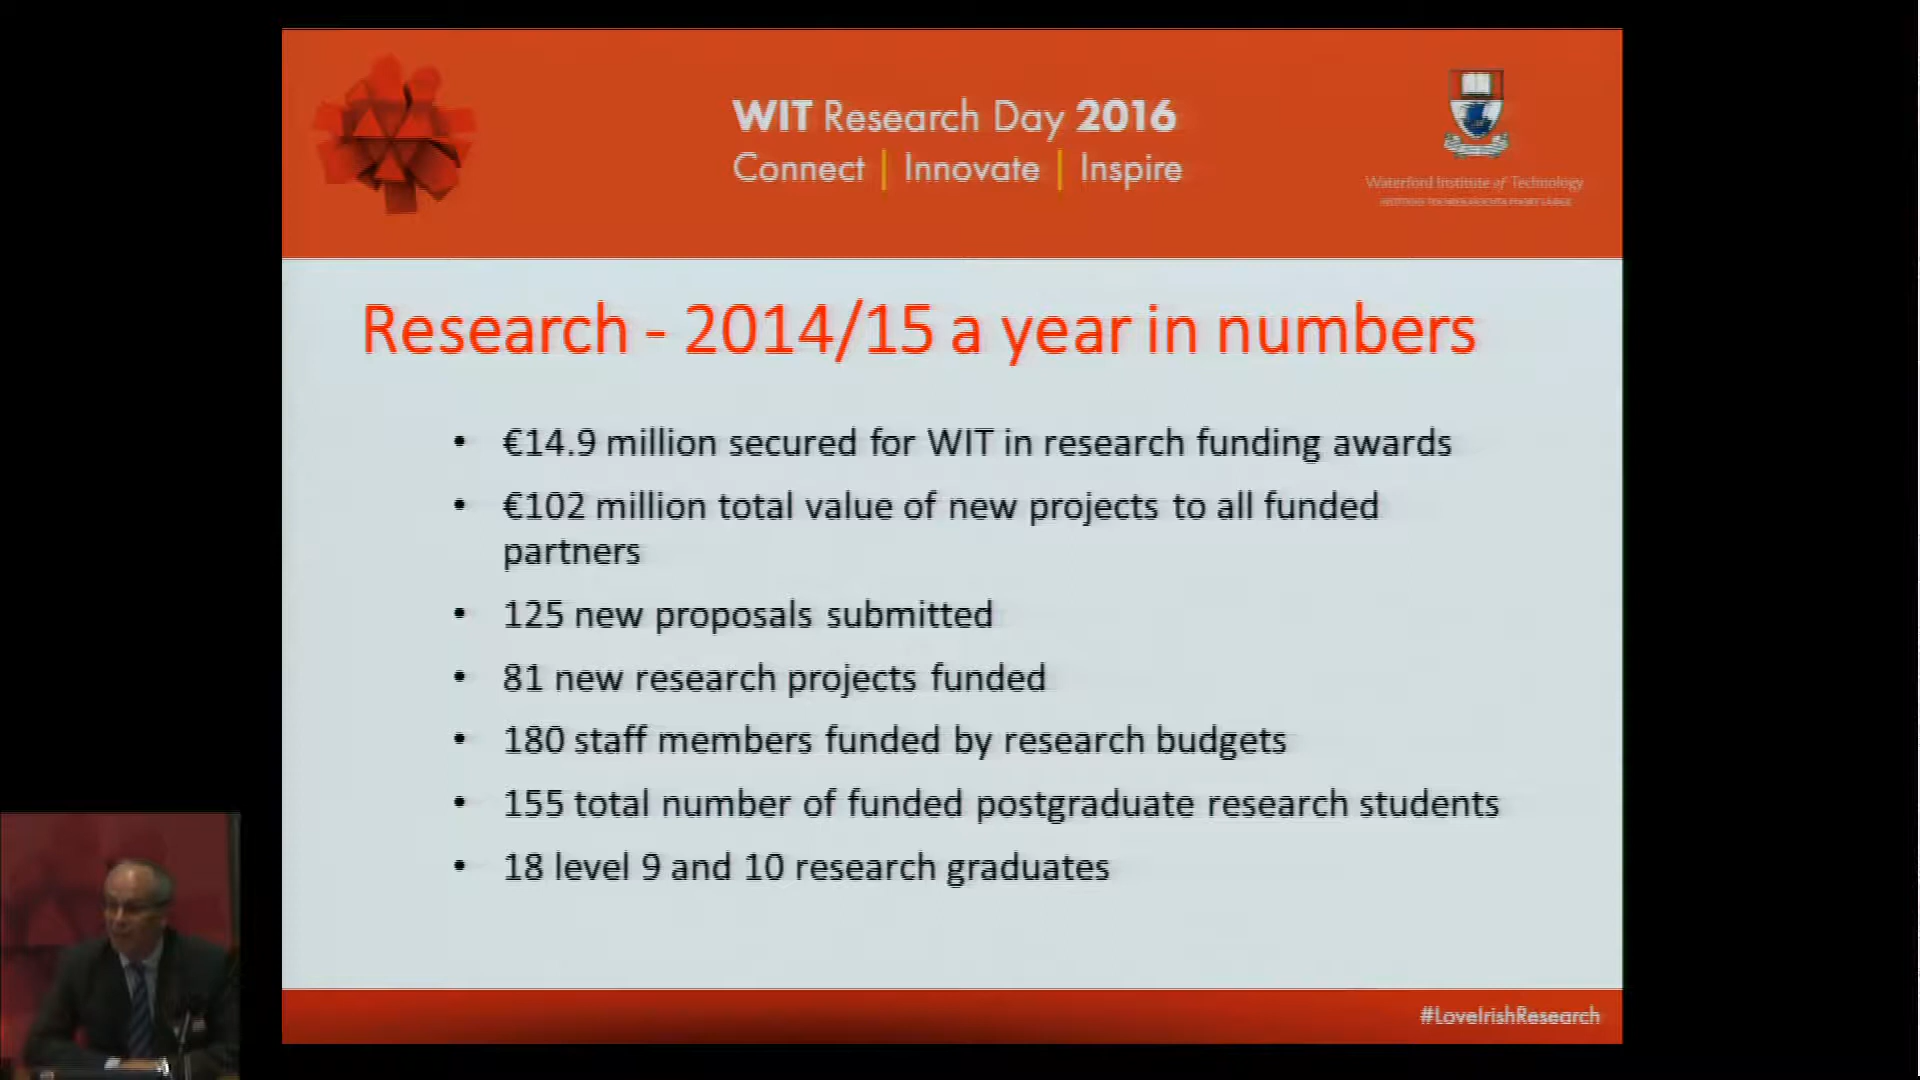 WIT Research Day 2016
Connect | Innovate | Inspire
Waterford Institute of Technology
Research - 2014/15 a year in numbers
• €14.9 million secured for WIT in research funding awards
• €102 million total value of new projects to all funded
partners
• 125 new proposals submitted
• 81 new research projects funded
• 180 staff members funded by research budgets
• 155 total number of funded postgraduate research students
• 18 level 9 and 10 research graduates
#LoveIrishResearch